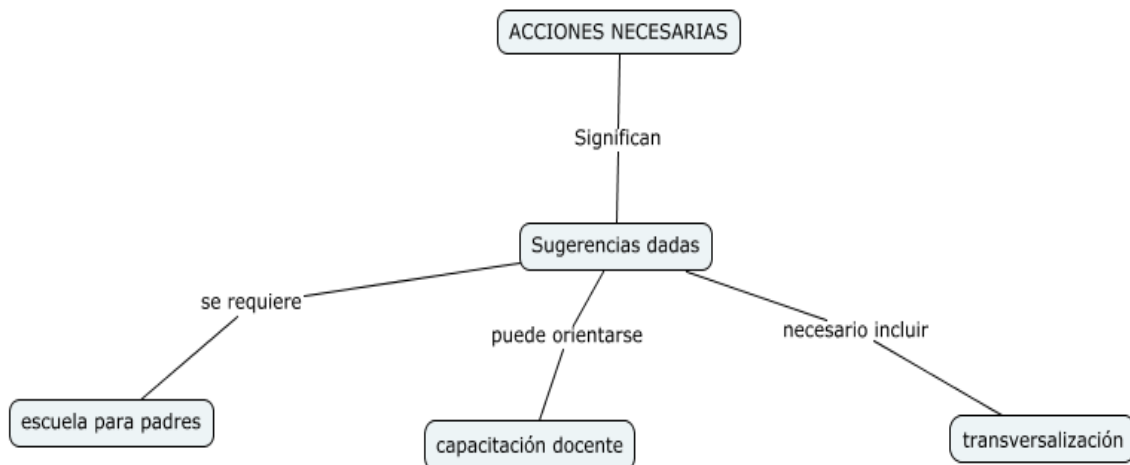 ACCIONES NECESARIAS
Significan
Sugerencias dadas
se requiere
puede orientarse
necesario incluir
escuela para padres
capacitación docente
transversalización